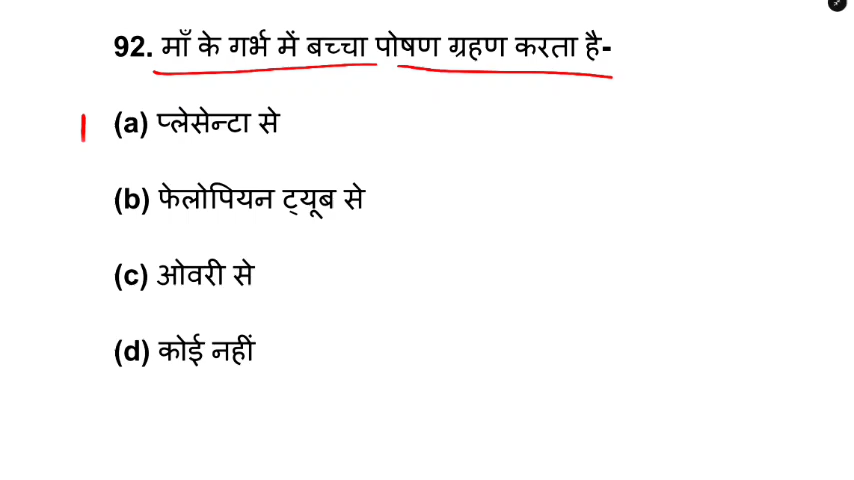 92. माँ के गर्भ में बच्चा पोषण ग्रहण करता है-
(a) प्लेसेन्टा से
(b) फेलोपियन ट्यूब से
(c) ओवरी से
(d) कोई नहीं